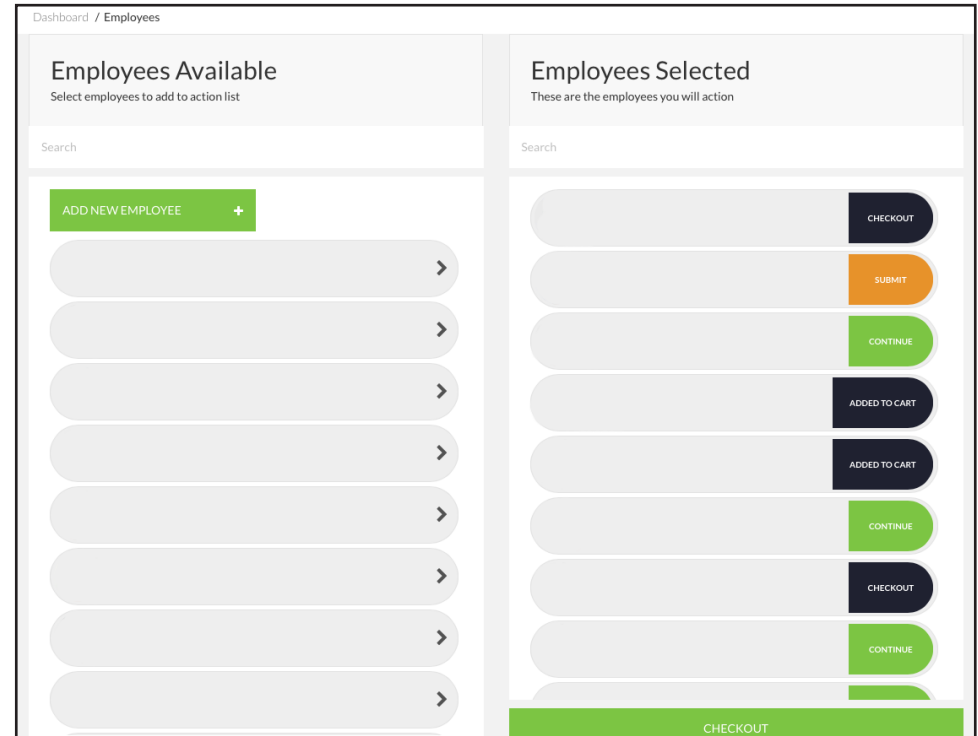 Dashboard / Employees
Employees Available
Select employees to add to action list
Search
ADD NEW EMPLOYEE +
Employees Selected
These are the employees you will action
Search
CHECKOUT
SUBMIT
CONTINUE
ADDED TO CART
ADDED TO CART
CONTINUE
CHECKOUT
CONTINUE
CHECKOUT